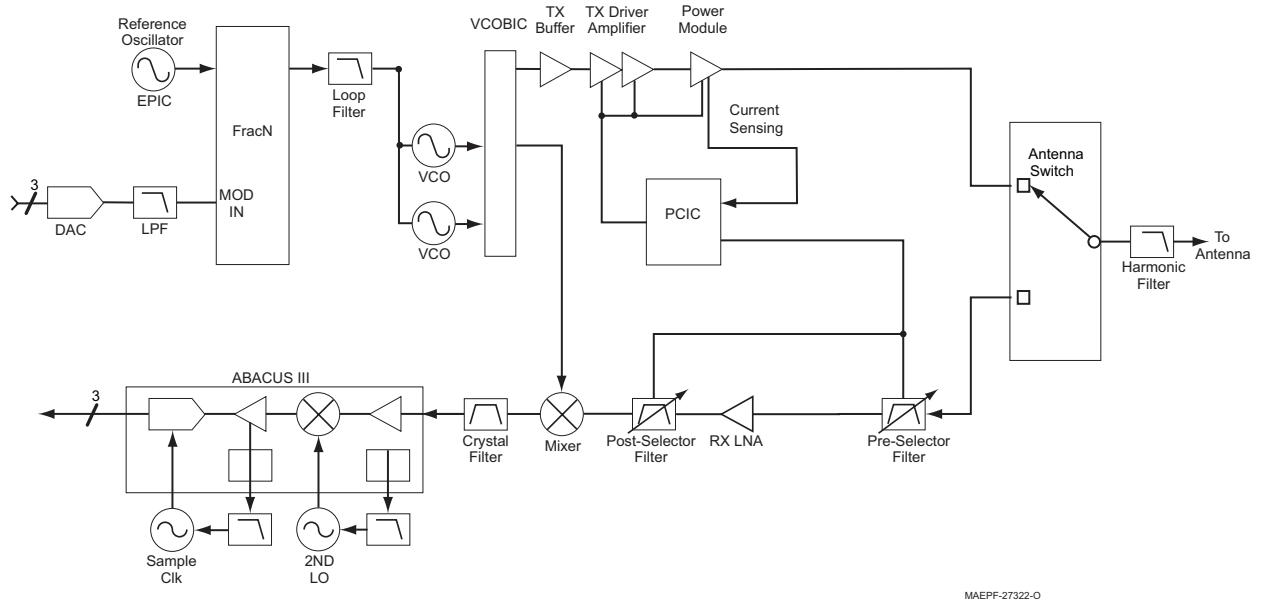 Reference
Oscillator
EPIC
FracN
MOD
IN
3
DAC
LPF
Loop
Filter
VCO
VCO
VCOBIC
TX
Buffer
TX Driver
Amplifier
Power
Module
Current
Sensing
PCIC
Antenna
Switch
Harmonic
Filter
To
Antenna
ABACUS III
3
Crystal
Filter
Mixer
Post-Selector
Filter
RX LNA
Pre-Selector
Filter
Sample
Clk
2ND
LO
MAEPF-27322-O